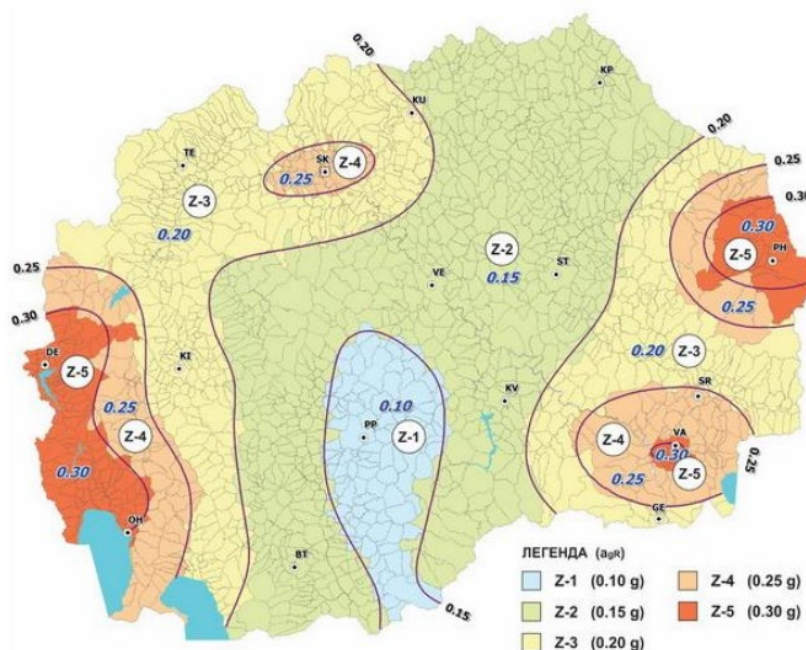 0.20
KP
KU
0.20
TE
SK
Z-4
0.25
0.25
Z-3
0.30
0.20
0.30
Z-5
PH
Z-2
0.15
ST
VE
0.25
0.25
0.30
DE
KI
Z-5
0.20
Z-3
0.25
0.10
KV
SR
Z-4
PP
Z-1
Z-4
VA
0.30
0.30
0.25
Z-5
0.25
OH
GE
BT
0.15
ЛЕГЕНДА (agR)
Z-1 (0.10 g)
Z-2 (0.15 g)
Z-3 (0.20 g)
Z-4 (0.25 g)
Z-5 (0.30 g)